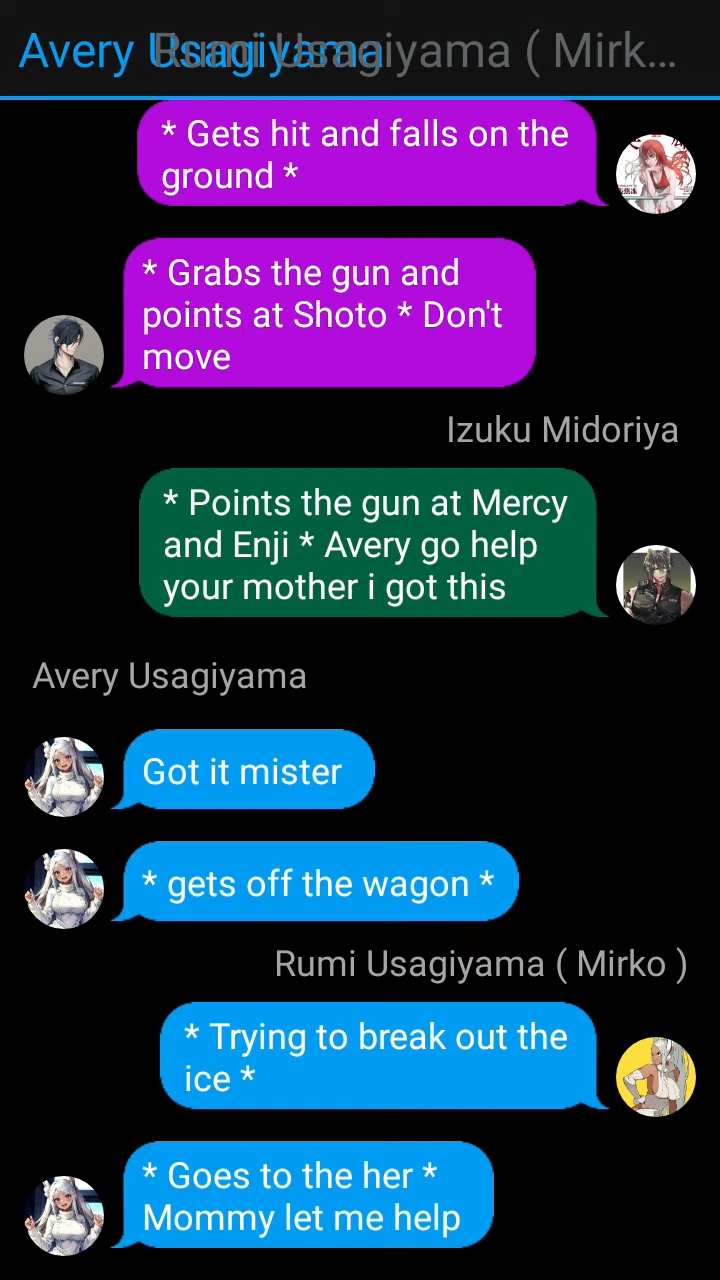 Avery Usagiyama
Rumi Usagiyama ( Mirk...
* Gets hit and falls on the
ground *
* Grabs the gun and
points at Shoto * Don't
move
Izuku Midoriya
* Points the gun at Mercy
and Enji * Avery go help
your mother i got this
Avery Usagiyama
Got it mister
* gets off the wagon *
Rumi Usagiyama ( Mirko )
* Trying to break out the
ice *
* Goes to the her *
Mommy let me help